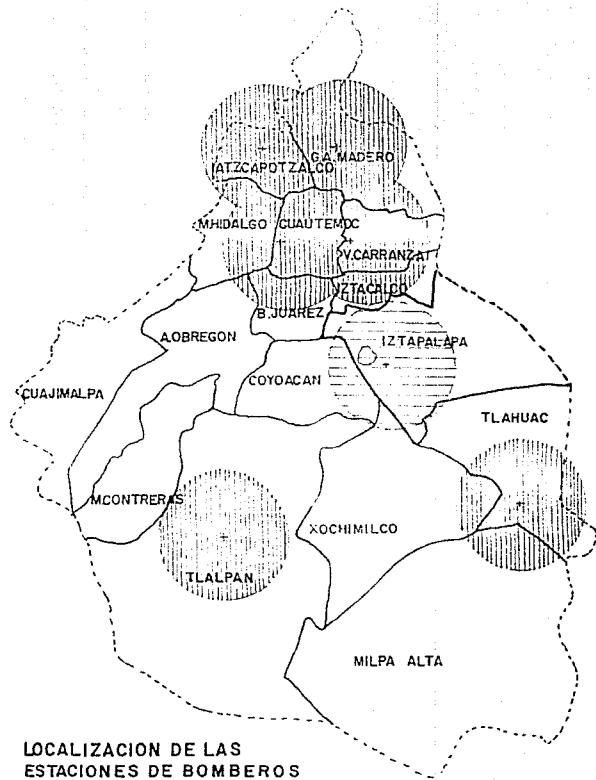 G.A. MADERO
ATZCAPOTZALCO
M.HIDALGO
CUAUTEMOC
V.CARRANZA
IZTACALCO
B. JUAREZ
A.OBREGON
IZTAPALAPA
COYOACAN
CUAJIMALPA
TLAHUAC
M.CONTRERAS
XOCHIMILCO
TLALPAN
MILPA ALTA
LOCALIZACION DE LAS
ESTACIONES DE BOMBEROS